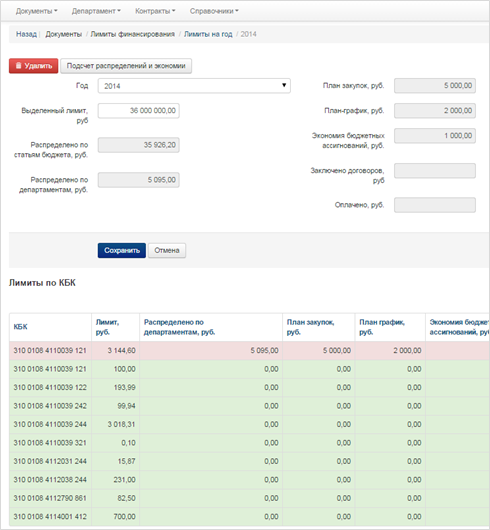 Документы Департамент Контракты Справочники
Назад | Документы / Лимиты финансирования / Лимиты на год / 2014
Удалить Подсчет распределений и экономии
Год 2014
План закупок, руб. 5 000,00
Выделенный лимит, руб 36 000 000,00
План-график, руб. 2 000,00
Распределено по статьям бюджета, руб. 35 926,20
Экономия бюджетных ассигнований, руб. 1 000,00
Распределено по департаментам, руб. 5 095,00
Заключено договоров, руб
Оплачено, руб.
Сохранить Отмена
Лимиты по КБК
КБК Лимит, руб. Распределено по департаментам, руб. План закупок, руб. План график, руб. Экономия бюджет ассигнований, ру
310 0108 4110039 121 3 144,60 5 095,00 5 000,00 2 000,00
310 0108 4110039 121 100,00 0,00 0,00 0,00
310 0108 4110039 122 193,99 0,00 0,00 0,00
310 0108 4110039 242 99,94 0,00 0,00 0,00
310 0108 4110039 244 3 018,31 0,00 0,00 0,00
310 0108 4110039 321 0,10 0,00 0,00 0,00
310 0108 4112031 244 15,87 0,00 0,00 0,00
310 0108 4112038 244 231,00 0,00 0,00 0,00
310 0108 4112790 861 82,50 0,00 0,00 0,00
310 0108 4114001 412 700,00 0,00 0,00 0,00